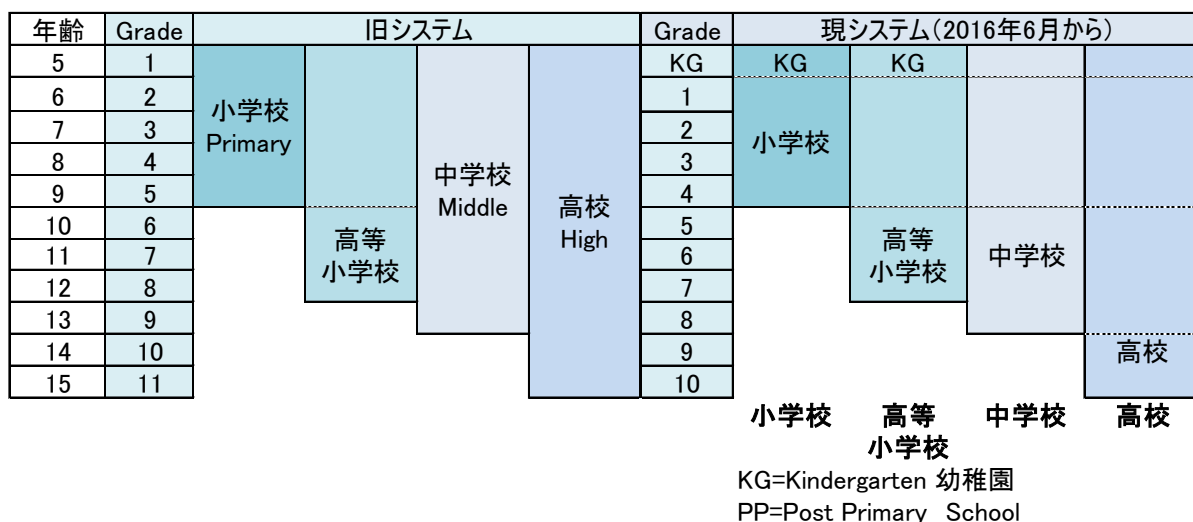 年齢 Grade 旧システム Grade 現システム(2016年6月から)
5 1 KG KG KG
6 2 1
7 3 2
8 4 3
9 5 4
10 6 5
11 7 6
12 8 7
13 9 8
14 10 9
15 11 10
小学校
Primary
高等
小学校
中学校
Middle
高校
High
小学校
高等
小学校
中学校
高校
小学校 高等 中学校 高校
小学校
KG=Kindergarten 幼稚園
PP=Post Primary School